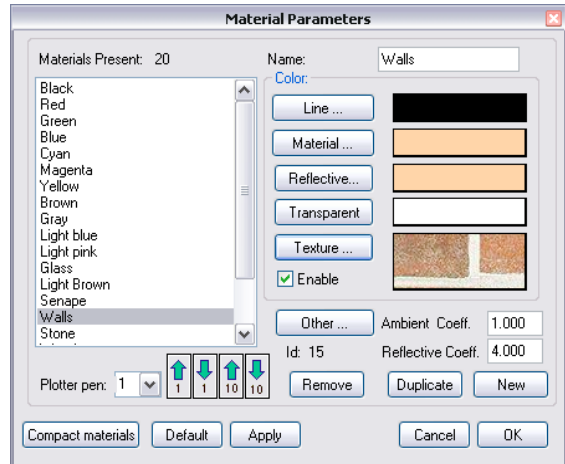 Material Parameters
Materials Present: 20
Name: Walls
Black
Red
Green
Blue
Cyan
Magenta
Yellow
Brown
Gray
Light blue
Light pink
Glass
Light Brown
Senape
Walls
Stone
Color:
Line ...
Material ...
Reflective...
Transparent
Texture ...
Enable
Other ... Ambient Coeff. 1.000
Id: 15 Reflective Coeff. 4.000
Plotter pen: 1 1 1 10 10 Remove Duplicate New
Compact materials Default Apply Cancel OK